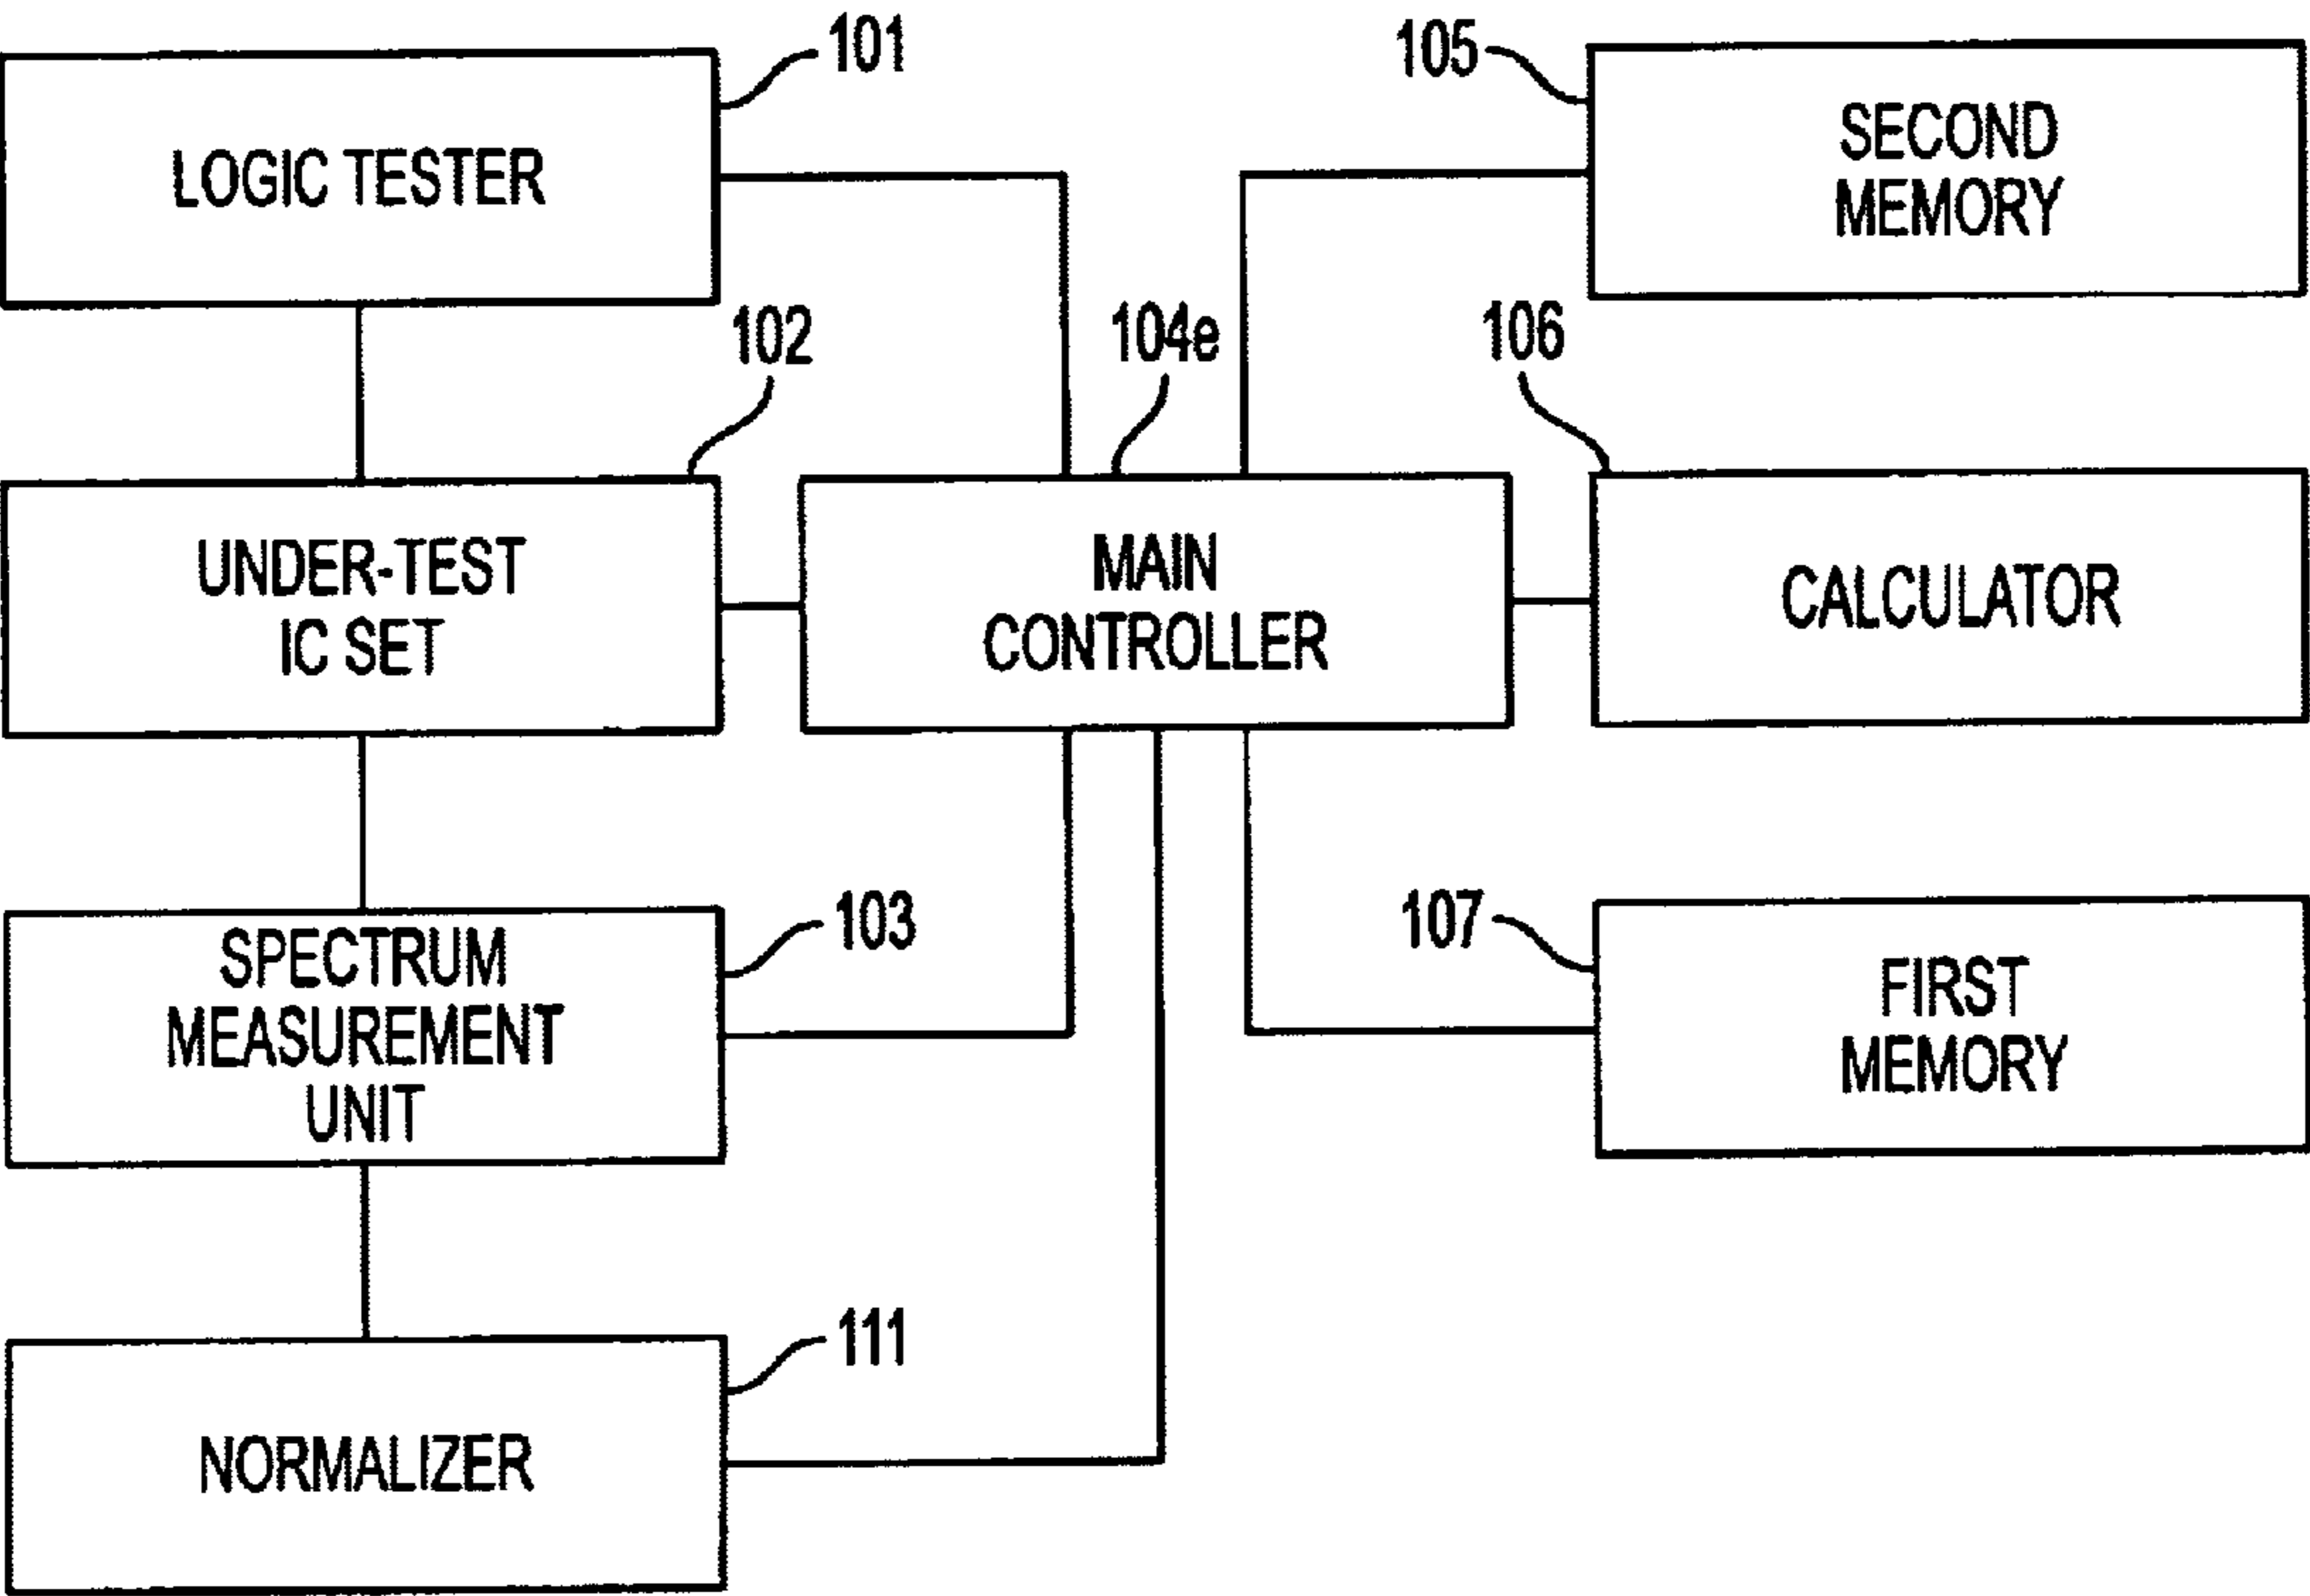 101
LOGIC TESTER
105
SECOND
MEMORY
102
UNDER-TEST
IC SET
104e
MAIN
CONTROLLER
106
CALCULATOR
103
SPECTRUM
MEASUREMENT
UNIT
107
FIRST
MEMORY
111
NORMALIZER